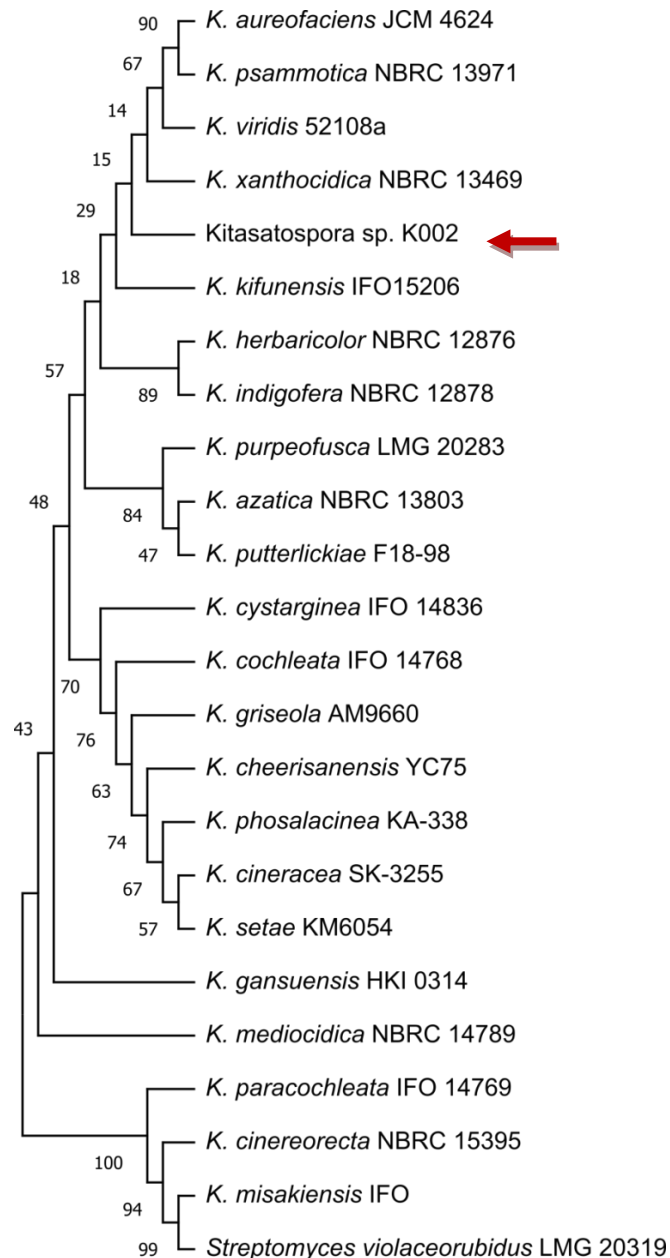 90
K. aureofaciens JCM 4624
67
K. psammotica NBRC 13971
14
K. viridis 52108a
15
K. xanthocidica NBRC 13469
29
Kitasatospora sp. K002
18
K. kifunensis IFO15206
K. herbaricolor NBRC 12876
57
89
K. indigofera NBRC 12878
K. purpeofusca LMG 20283
48
K. azatica NBRC 13803
84
47
K. putterlickiae F18-98
K. cystarginea IFO 14836
K. cochleata IFO 14768
70
K. griseola AM9660
43
76
K. cheerisanensis YC75
63
K. phosalacinea KA-338
74
K. cineracea SK-3255
67
57
K. setae KM6054
K. gansuensis HKI 0314
K. mediocidica NBRC 14789
K. paracochleata IFO 14769
K. cinereorecta NBRC 15395
100
K. misakiensis IFO
94
99
Streptomyces violaceorubidus LMG 20319